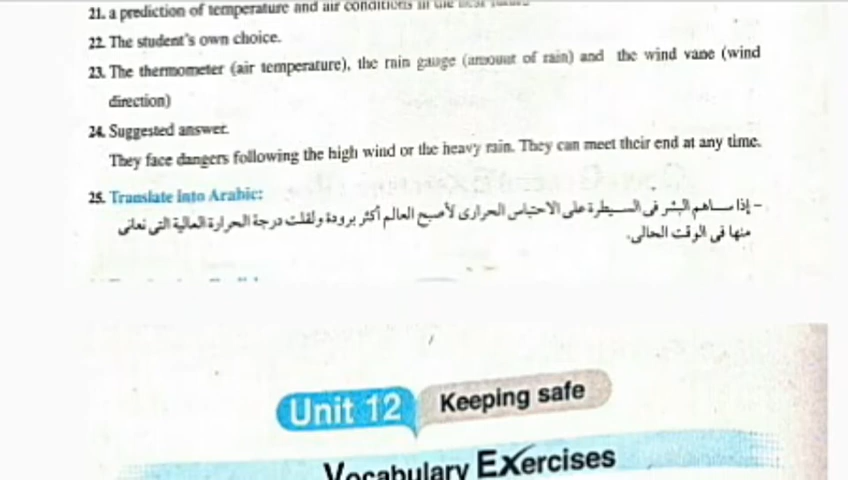 21. a prediction of temperature and air conditions in the
22. The student's own choice.
23. The thermometer (air temperature), the rain gauge (amount of rain) and the wind vane (wind
direction)
24. Suggested answer.
They face dangers following the high wind or the heavy rain. They can meet their end at any time.
25. Translate into Arabic:
– إذا ساهم البشر فى السيطرة على الاحتباس الحرارى لأصبح العالم أكثر برودة ولقلت درجة الحرارة العالية التى نعانى
منها فى الوقت الحالى.
Unit 12 Keeping safe
Vocabulary Exercises